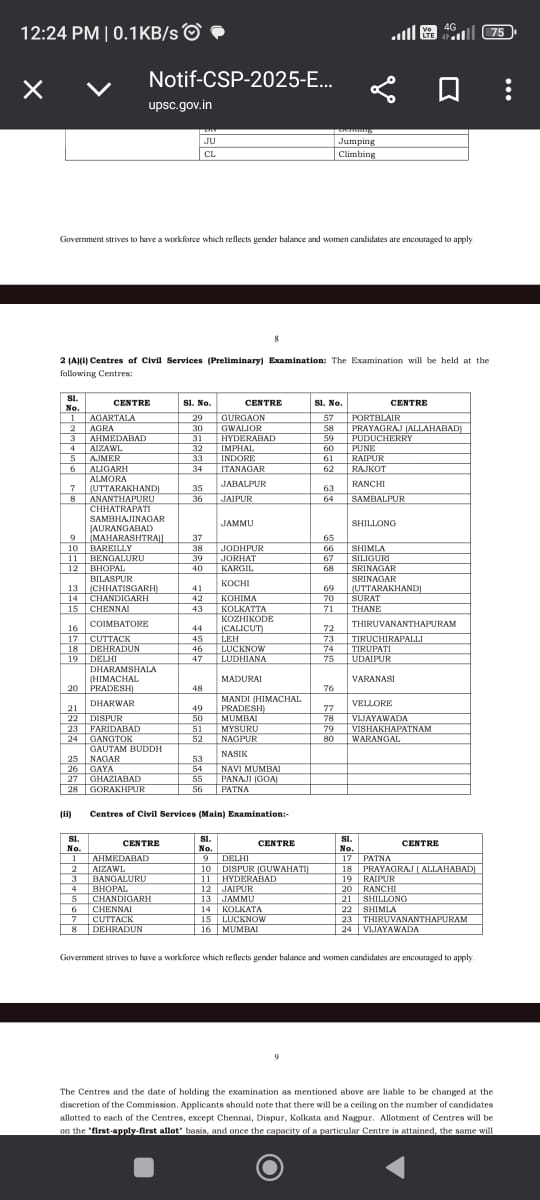 12:24 PM | 0.1KB/s
Vo LTE 4G 75
Notif-CSP-2025-E...
upsc.gov.in
JU Jumping
CL Climbing
Government strives to have a workforce which reflects gender balance and women candidates are encouraged to apply.
8
2 (A)(i) Centres of Civil Services (Preliminary) Examination: The Examination will be held at the
following Centres:
Sl. No. CENTRE Sl. No. CENTRE Sl. No. CENTRE
1 AGARTALA 29 GURGAON 57 PORTBLAIR
2 AGRA 30 GWALIOR 58 PRAYAGRAJ (ALLAHABAD)
3 AHMEDABAD 31 HYDERABAD 59 PUDUCHERRY
4 AIZAWL 32 IMPHAL 60 PUNE
5 AJMER 33 INDORE 61 RAIPUR
6 ALIGARH 34 ITANAGAR 62 RAJKOT
7 ALMORA (UTTARAKHAND) 35 JABALPUR 63 RANCHI
8 ANANTHAPURU 36 JAIPUR 64 SAMBALPUR
9 CHHATRAPATI SAMBHAJINAGAR [AURANGABAD (MAHARASHTRA)] 37 JAMMU 65 SHILLONG
10 BAREILLY 38 JODHPUR 66 SHIMLA
11 BENGALURU 39 JORHAT 67 SILIGURI
12 BHOPAL 40 KARGIL 68 SRINAGAR
13 BILASPUR (CHHATISGARH) 41 KOCHI 69 SRINAGAR (UTTARAKHAND)
14 CHANDIGARH 42 KOHIMA 70 SURAT
15 CHENNAI 43 KOLKATTA 71 THANE
16 COIMBATORE 44 KOZHIKODE (CALICUT) 72 THIRUVANANTHAPURAM
17 CUTTACK 45 LEH 73 TIRUCHIRAPALLI
18 DEHRADUN 46 LUCKNOW 74 TIRUPATI
19 DELHI 47 LUDHIANA 75 UDAIPUR
20 DHARAMSHALA (HIMACHAL PRADESH) 48 MADURAI 76 VARANASI
21 DHARWAR 49 MANDI (HIMACHAL PRADESH) 77 VELLORE
22 DISPUR 50 MUMBAI 78 VIJAYAWADA
23 FARIDABAD 51 MYSURU 79 VISHAKHAPATNAM
24 GANGTOK 52 NAGPUR 80 WARANGAL
25 GAUTAM BUDDH NAGAR 53 NASIK
26 GAYA 54 NAVI MUMBAI
27 GHAZIABAD 55 PANAJI (GOA)
28 GORAKHPUR 56 PATNA
(ii) Centres of Civil Services (Main) Examination:-
Sl. No. CENTRE Sl. No. CENTRE Sl. No. CENTRE
1 AHMEDABAD 9 DELHI 17 PATNA
2 AIZAWL 10 DISPUR (GUWAHATI) 18 PRAYAGRAJ ( ALLAHABAD)
3 BANGALURU 11 HYDERABAD 19 RAIPUR
4 BHOPAL 12 JAIPUR 20 RANCHI
5 CHANDIGARH 13 JAMMU 21 SHILLONG
6 CHENNAI 14 KOLKATA 22 SHIMLA
7 CUTTACK 15 LUCKNOW 23 THIRUVANANTHAPURAM
8 DEHRADUN 16 MUMBAI 24 VIJAYAWADA
Government strives to have a workforce which reflects gender balance and women candidates are encouraged to apply.
9
The Centres and the date of holding the examination as mentioned above are liable to be changed at the
discretion of the Commission. Applicants should note that there will be a ceiling on the number of candidates
allotted to each of the Centres, except Chennai, Dispur, Kolkata and Nagpur. Allotment of Centres will be
on the "first-apply-first allot" basis, and once the capacity of a particular Centre is attained, the same will